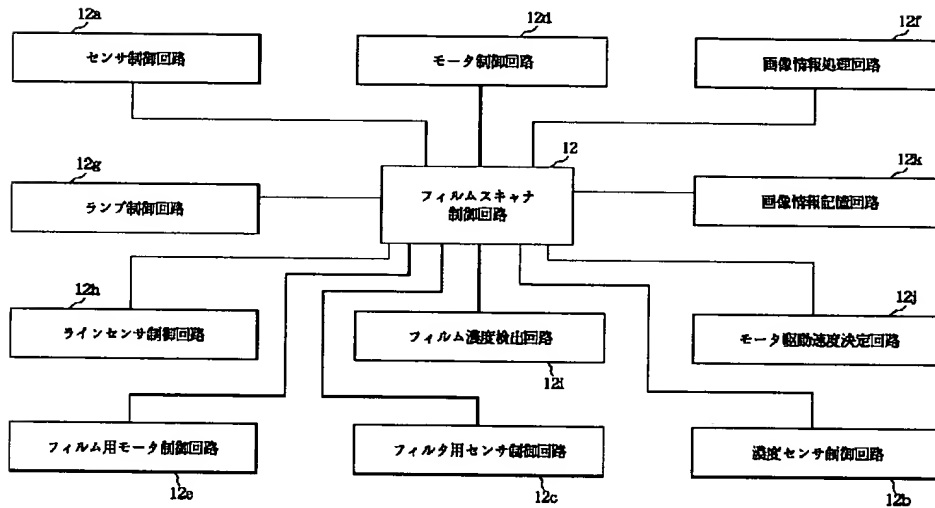 12a
センサ制御回路
12d
モータ制御回路
12f
画像情報処理回路
12g
ランプ制御回路
12
フィルムスキャナ
制御回路
12k
画像情報記憶回路
12h
ラインセンサ制御回路
フィルム濃度検出回路
12i
12j
モータ駆動速度決定回路
フィルム用モータ制御回路
12e
フィルタ用センサ制御回路
12c
濃度センサ制御回路
12b